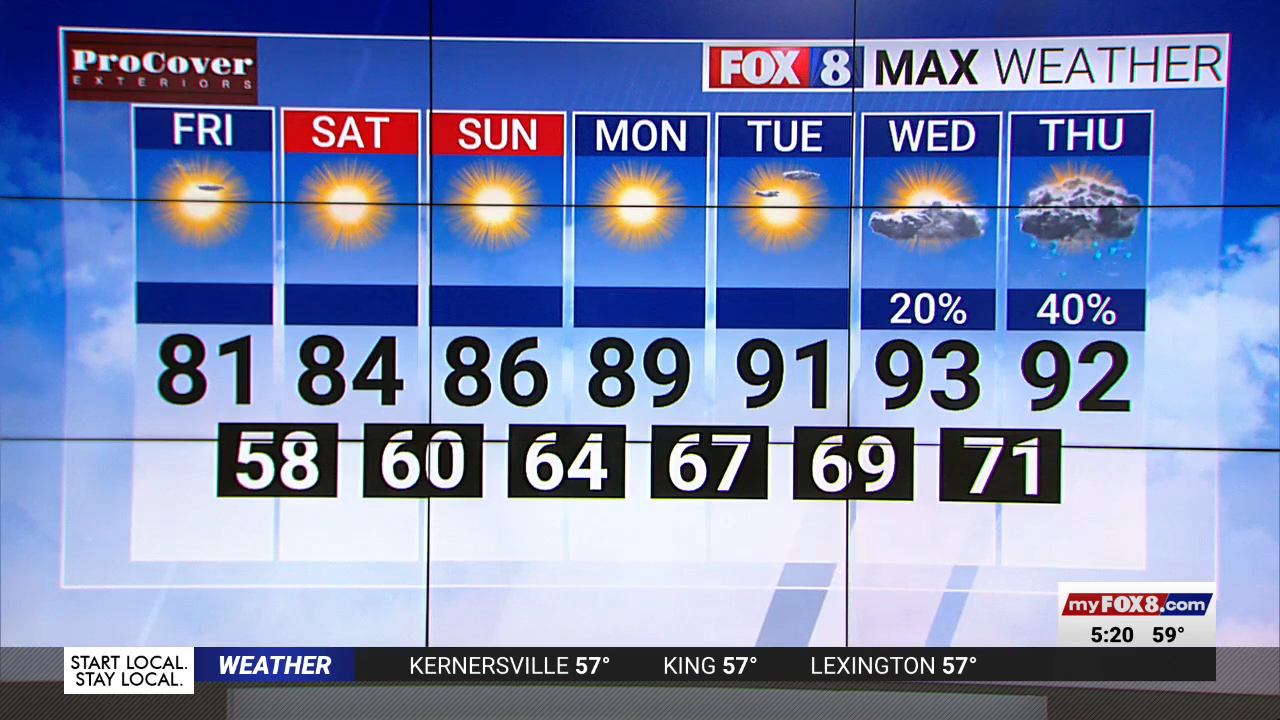 ProCover
EXTERIORS
FOX 8 MAX WEATHER
FRI SAT SUN MON TUE WED THU
20% 40%
81 84 86 89 91 93 92
58 60 64 67 69 71
myFOX8.com
5:20 59°
START LOCAL.
STAY LOCAL.
WEATHER KERNERSVILLE 57° KING 57° LEXINGTON 57°